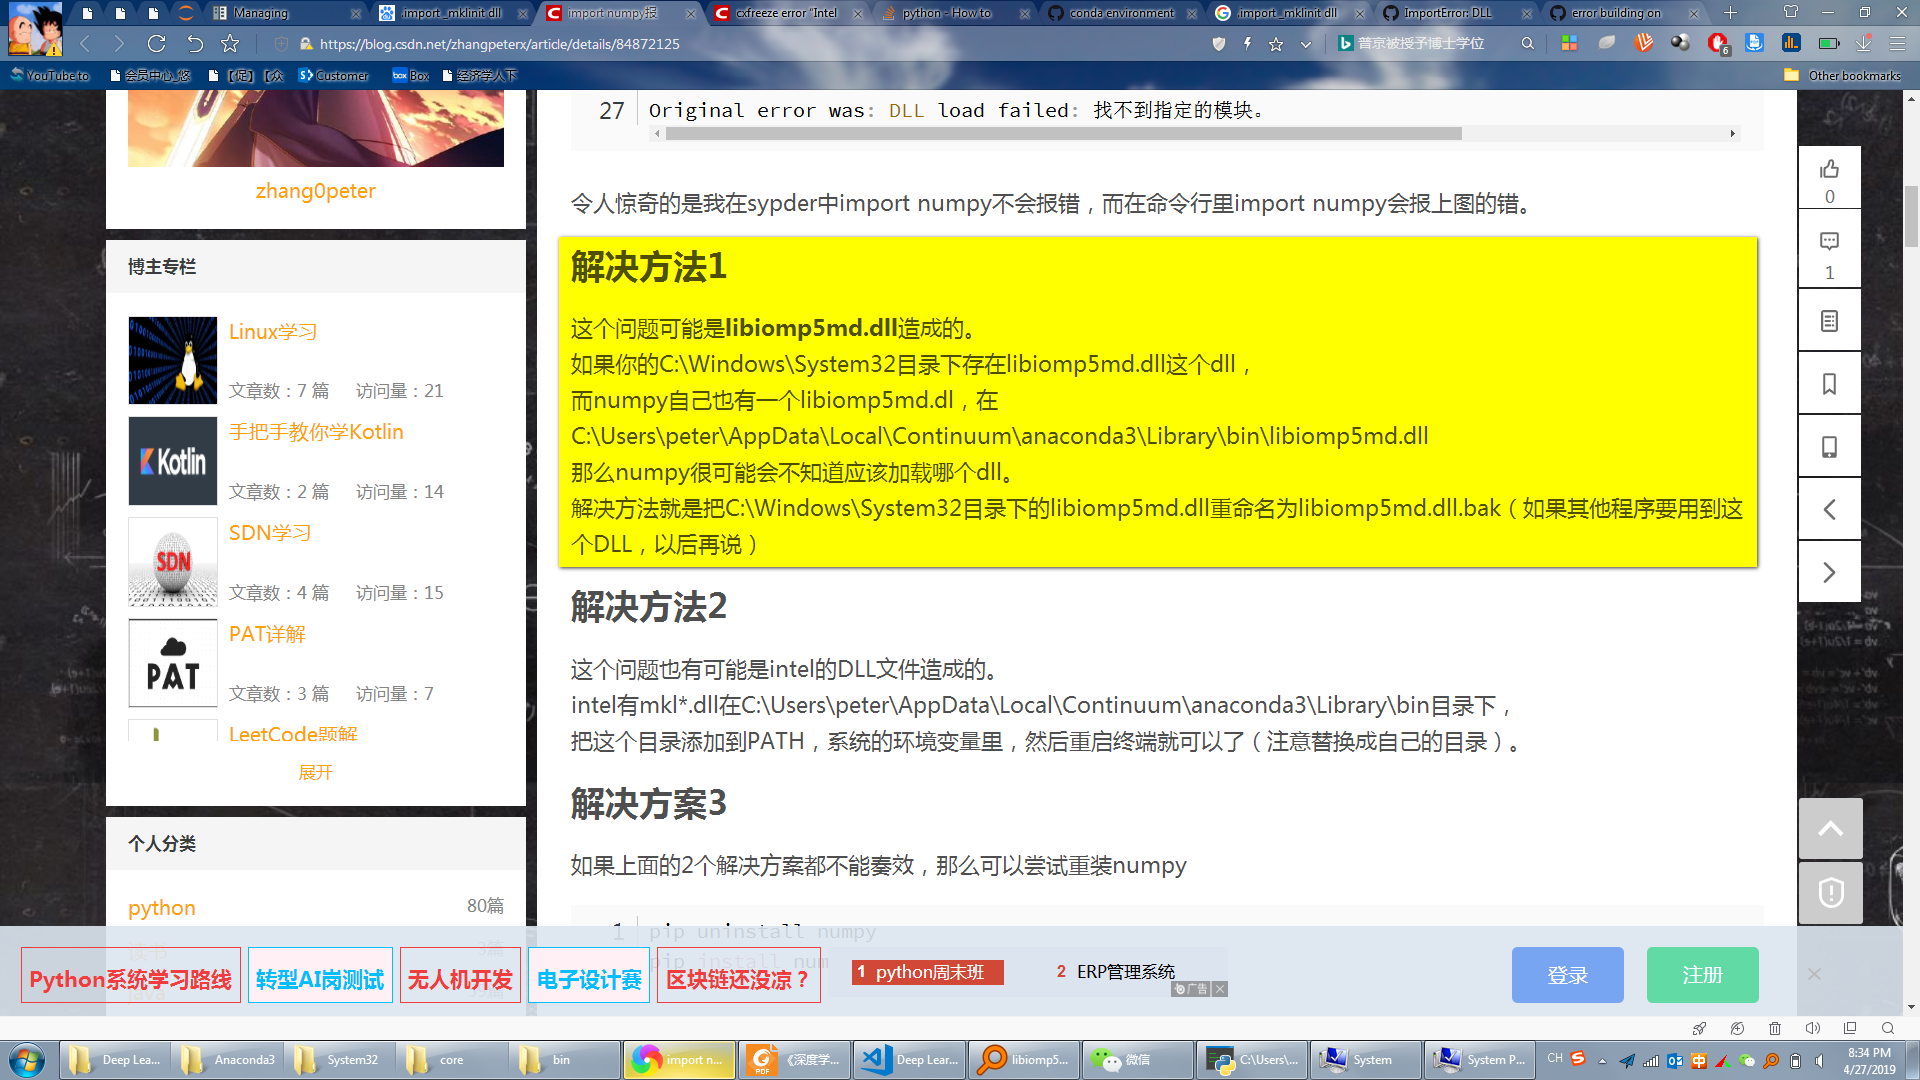 Managing
.import _mklinit dll
import numpy报
cxfreeze error "Intel
python - How to
conda environment
.import _mklinit dll
ImportError: DLL
error building on
https://blog.csdn.net/zhangpeterx/article/details/84872125
普京被授予博士学位
6
YouTube to
会员中心_悠
【足】【众
Customer
Box
经济学人下
Other bookmarks
27 Original error was: DLL load failed: 找不到指定的模块。
zhang0peter
令人惊奇的是我在sypder中import numpy不会报错，而在命令行里import numpy会报上图的错。
博主专栏
Linux学习
文章数：7 篇 访问量：21
手把手教你学Kotlin
Kotlin
文章数：2 篇 访问量：14
SDN学习
SDN
文章数：4 篇 访问量：15
PAT详解
PAT
文章数：3 篇 访问量：7
LeetCode题解
展开
个人分类
python 80篇
解决方法1
这个问题可能是libiomp5md.dll造成的。
如果你的C:\Windows\System32目录下存在libiomp5md.dll这个dll，
而numpy自己也有一个libiomp5md.dl，在
C:\Users\peter\AppData\Local\Continuum\anaconda3\Library\bin\libiomp5md.dll
那么numpy很可能会不知道应该加载哪个dll。
解决方法就是把C:\Windows\System32目录下的libiomp5md.dll重命名为libiomp5md.dll.bak（如果其他程序要用到这
个DLL，以后再说）
解决方法2
这个问题也有可能是intel的DLL文件造成的。
intel有mkl*.dll在C:\Users\peter\AppData\Local\Continuum\anaconda3\Library\bin目录下，
把这个目录添加到PATH，系统的环境变量里，然后重启终端就可以了（注意替换成自己的目录）。
解决方案3
如果上面的2个解决方案都不能奏效，那么可以尝试重装numpy
1 pip uninstall numpy
pip install num
0
1
Python系统学习路线
转型AI岗测试
无人机开发
电子设计赛
区块链还没凉？
1 python周末班
2 ERP管理系统
广告
登录
注册
java
Deep Lea...
Anaconda3
System32
core
bin
import n...
《深度学...
Deep Lear...
libiomp5...
微信
C:\Users\...
System
System P...
CH
中
8:34 PM
4/27/2019